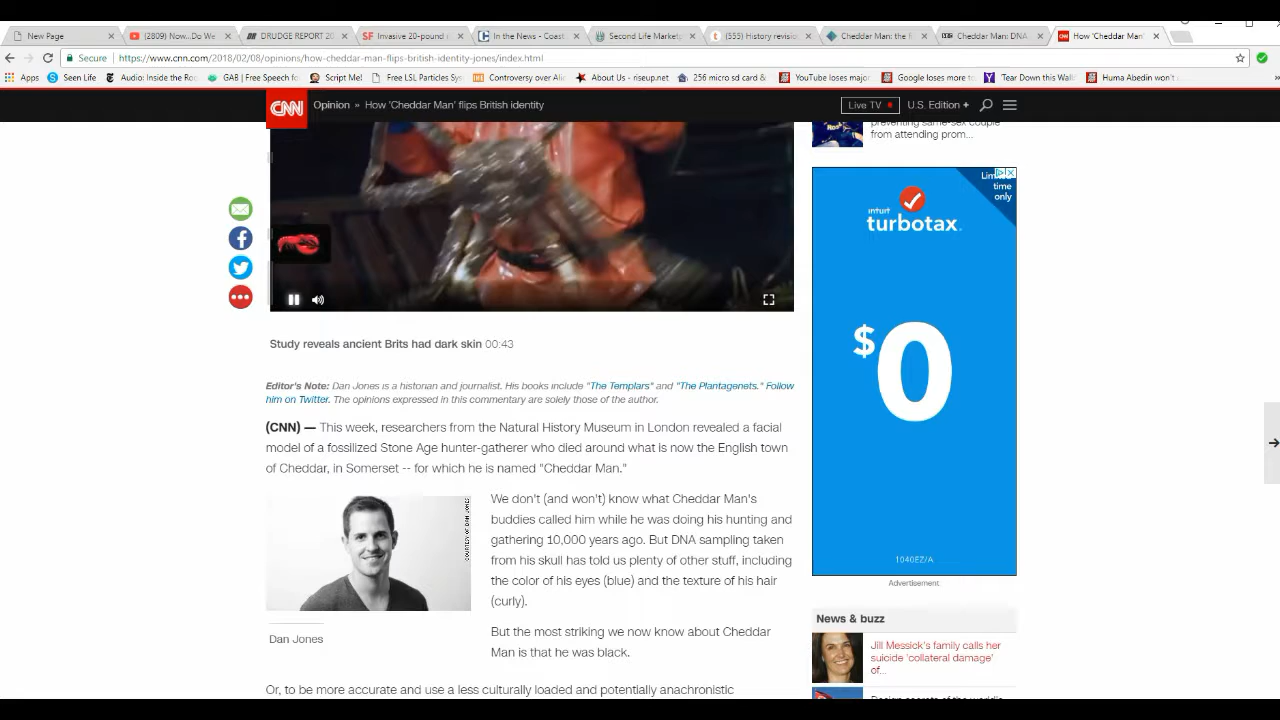 New Page
(2809) Now...Do We
DRUDGE REPORT 20
Invasive 20-pound r
In the News - Coast
Second Life Marketp
(555) history revision
Cheddar Man: the f
Cheddar Man: DNA
How 'Cheddar Man'
Secure https://www.cnn.com/2018/02/08/opinions/how-cheddar-man-flips-british-identity-jones/index.html
Apps
Seen Life
Audio: Inside the Ro
GAB | Free Speech fo
Script Me!
Free LSL Particles Sys
Controversy over Ali
About Us - riseup.net
256 micro sd card &
YouTube loses major
Google loses more to
Tear Down this Wall
Huma Abedin won't
CNN
Opinion » How 'Cheddar Man' flips British identity
Live TV
U.S. Edition +
preventing same-sex couple
from attending prom...
time
only
intuit
turbotax
$0
1040EZ/A
Advertisement
Study reveals ancient Brits had dark skin 00:43
Editor's Note: Dan Jones is a historian and journalist. His books include "The Templars" and "The Plantagenets." Follow
him on Twitter. The opinions expressed in this commentary are solely those of the author.
(CNN) — This week, researchers from the Natural History Museum in London revealed a facial
model of a fossilized Stone Age hunter-gatherer who died around what is now the English town
of Cheddar, in Somerset -- for which he is named "Cheddar Man."
We don't (and won't) know what Cheddar Man's
buddies called him while he was doing his hunting and
gathering 10,000 years ago. But DNA sampling taken
from his skull has told us plenty of other stuff, including
the color of his eyes (blue) and the texture of his hair
(curly).
Dan Jones
But the most striking we now know about Cheddar
Man is that he was black.
Or, to be more accurate and use a less culturally loaded and potentially anachronistic
News & buzz
Jill Messick's family calls her
suicide 'collateral damage'
of...